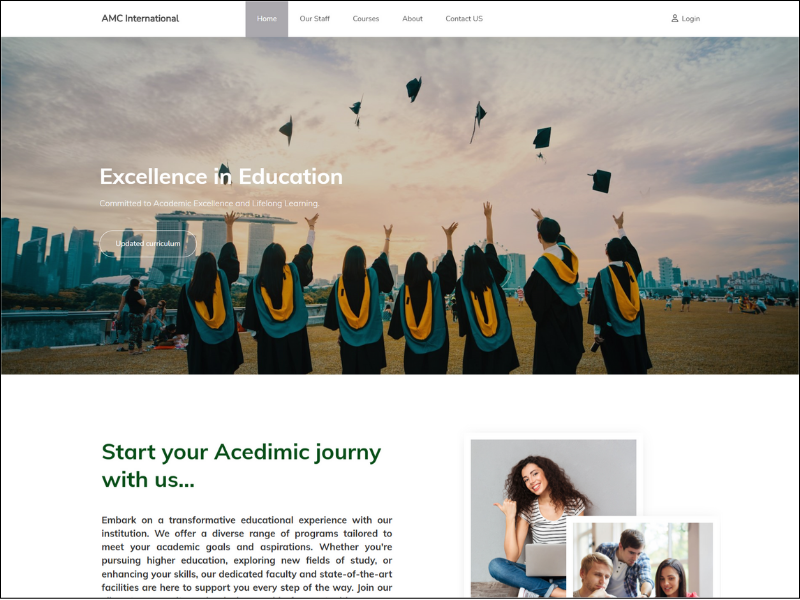 AMC International
Home Our Staff Courses About Contact US Login
Excellence in Education
Committed to Academic Excellence and Lifelong Learning.
Updated curriculum
Start your Acedimic journy
with us...
Embark on a transformative educational experience with our
institution. We offer a diverse range of programs tailored to
meet your academic goals and aspirations. Whether you're
pursuing higher education, exploring new fields of study, or
enhancing your skills, our dedicated faculty and state-of-the-art
facilities are here to support you every step of the way. Join our